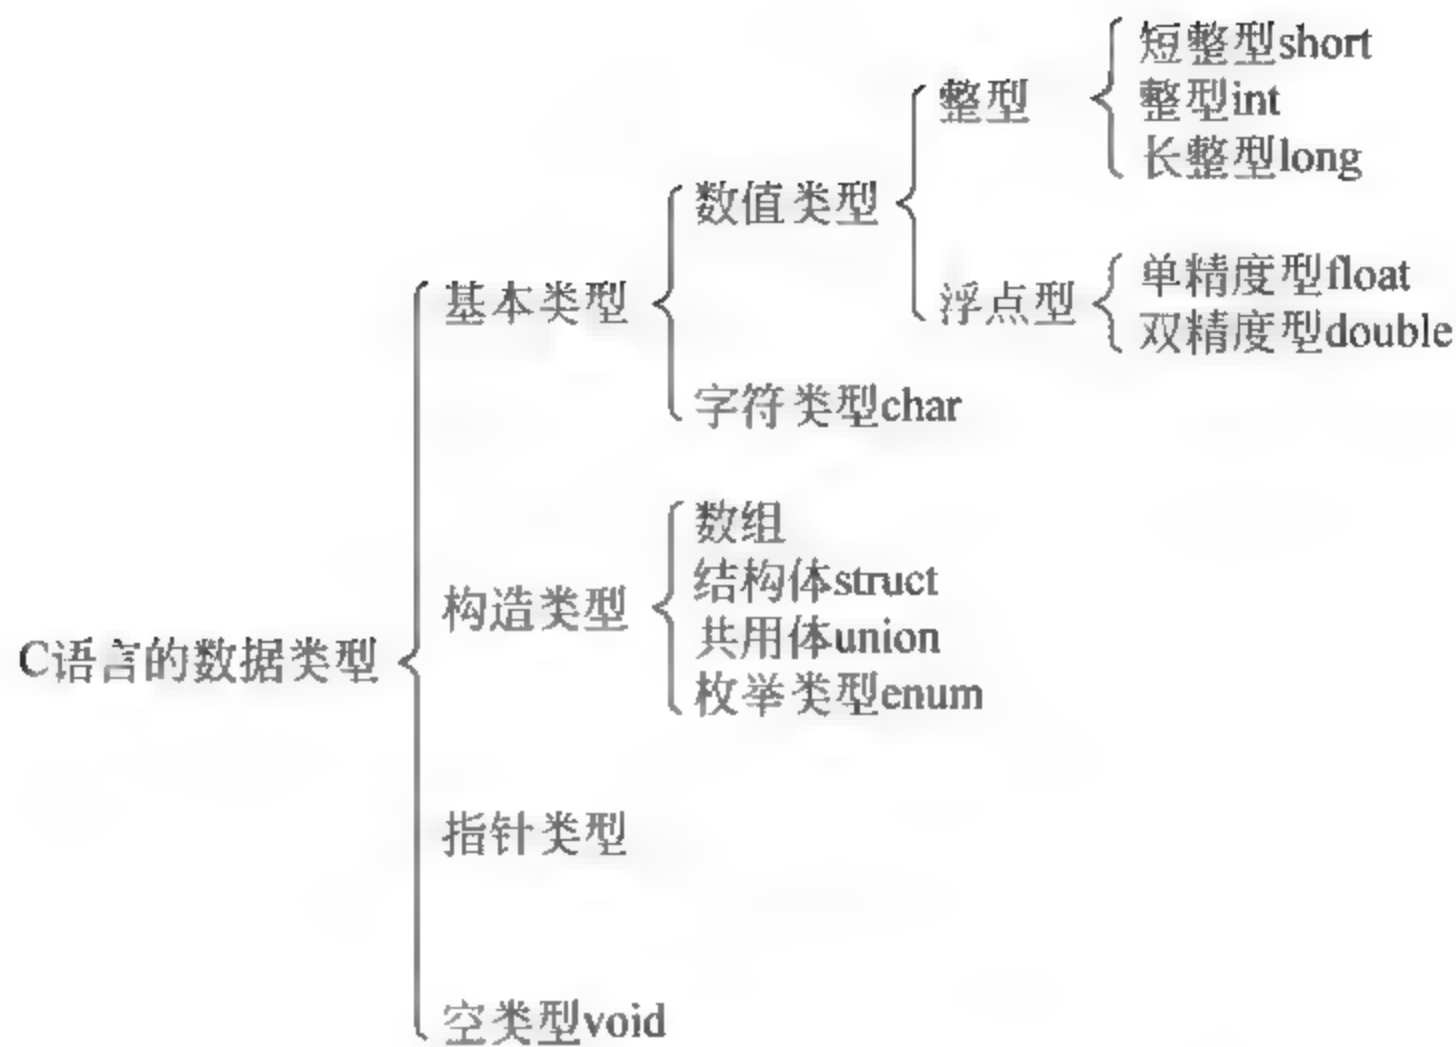 短整型short
整型
整型int
长整型long
数值类型
浮点型
单精度型float
双精度型double
基本类型
字符类型char
数组
结构体struct
构造类型
共用体union
C语言的数据类型
枚举类型enum
指针类型
空类型void